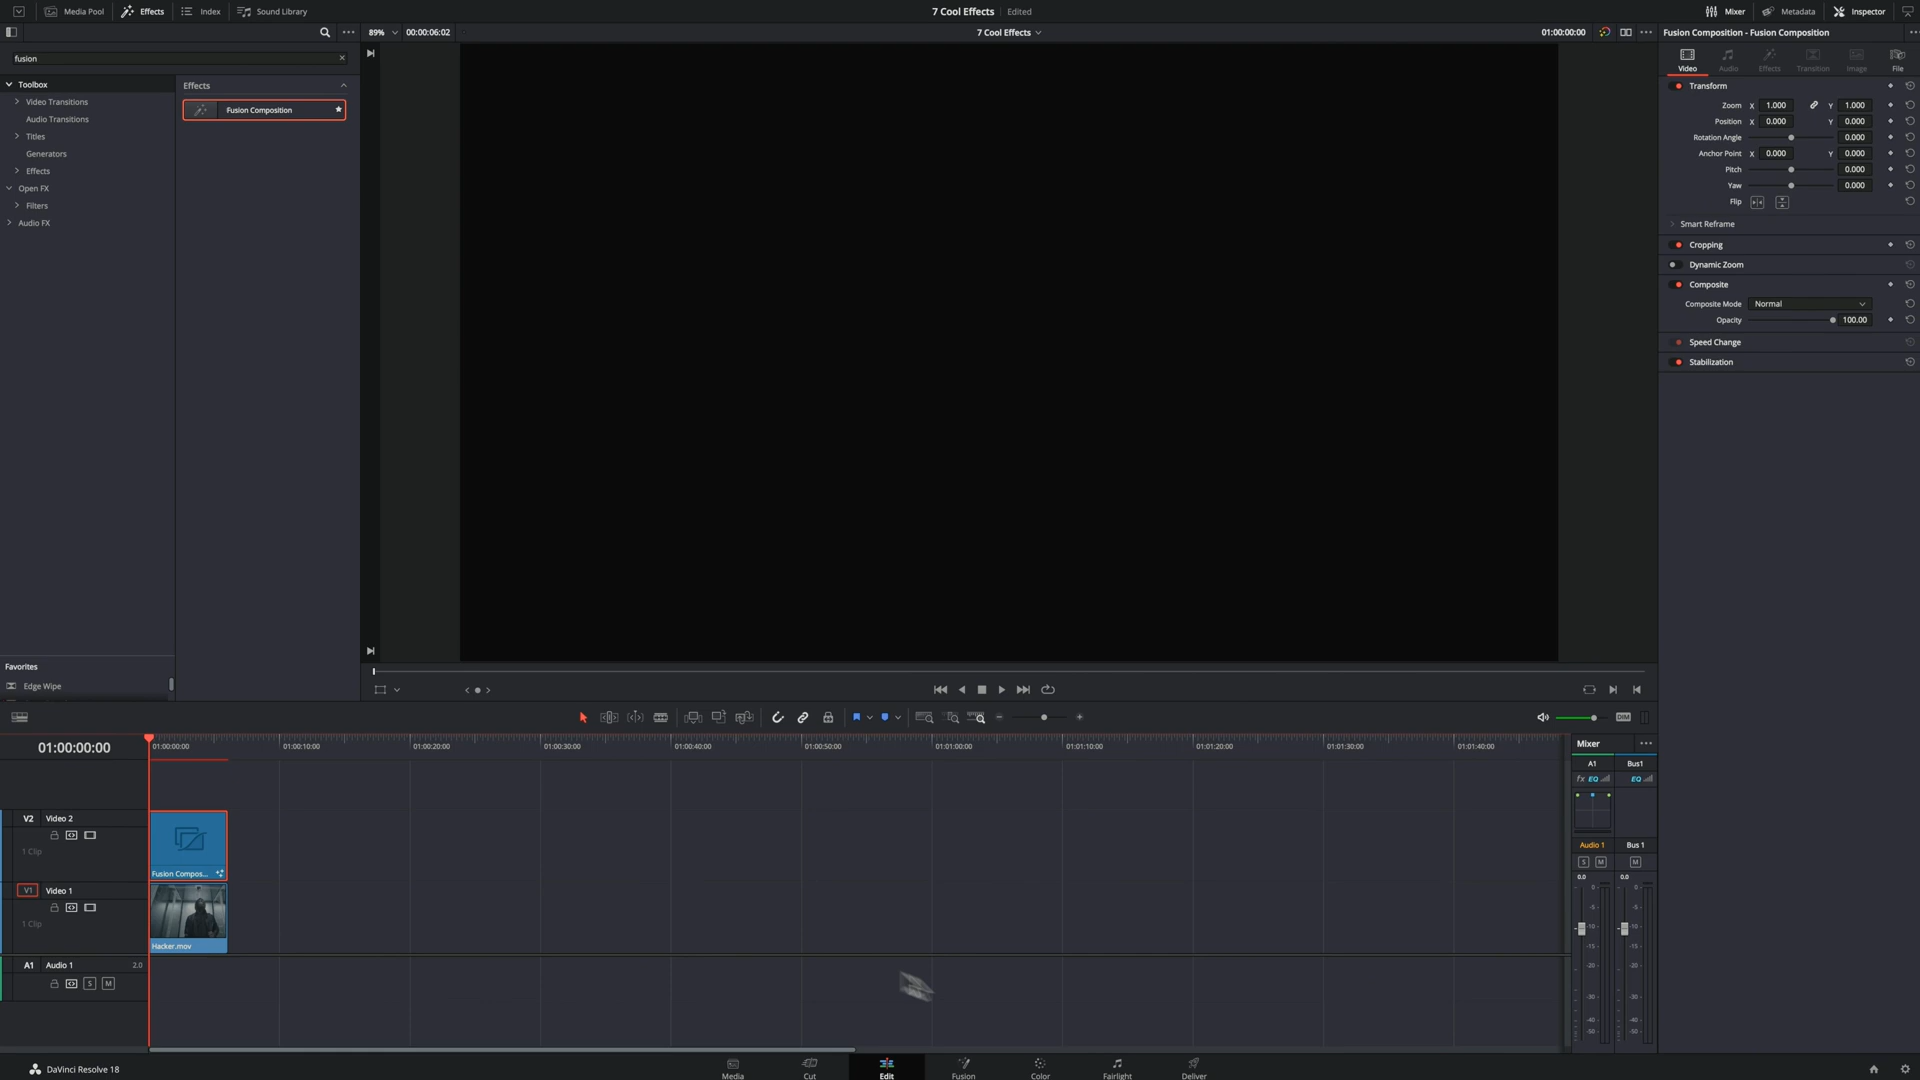 Media Pool
Effects
Index
Sound Library
7 Cool Effects
Edited
Mixer
Metadata
Inspector
89%
00:00:06:02
7 Cool Effects
01:00:00:00
Fusion Composition - Fusion Composition
fusion
Video
Audio
Effects
Transition
Image
File
Toolbox
Video Transitions
Audio Transitions
Titles
Generators
Effects
Open FX
Filters
Audio FX
Effects
Fusion Composition
Transform
Zoom X 1.000 Y 1.000
Position X 0.000 Y 0.000
Rotation Angle 0.000
Anchor Point X 0.000 Y 0.000
Pitch 0.000
Yaw 0.000
Flip
Smart Reframe
Cropping
Dynamic Zoom
Composite
Composite Mode Normal
Opacity 100.00
Speed Change
Stabilization
Favorites
Edge Wipe
DIM
01:00:00:00
01:00:00:00
01:00:10:00
01:00:20:00
01:00:30:00
01:00:40:00
01:00:50:00
01:01:00:00
01:01:10:00
01:01:20:00
01:01:30:00
01:01:40:00
V2 Video 2
1 Clip
Fusion Compos...
V1 Video 1
1 Clip
Hacker.mov
A1 Audio 1 2.0
S M
Mixer
A1 Bus1
fx EQ EQ
Audio 1 Bus 1
S M M
0.0 0.0
0 0
-5 -5
-10 -10
-15 -15
-20 -20
-30 -30
-40 -40
-50 -50
DaVinci Resolve 18
Media
Cut
Edit
Fusion
Color
Fairlight
Deliver